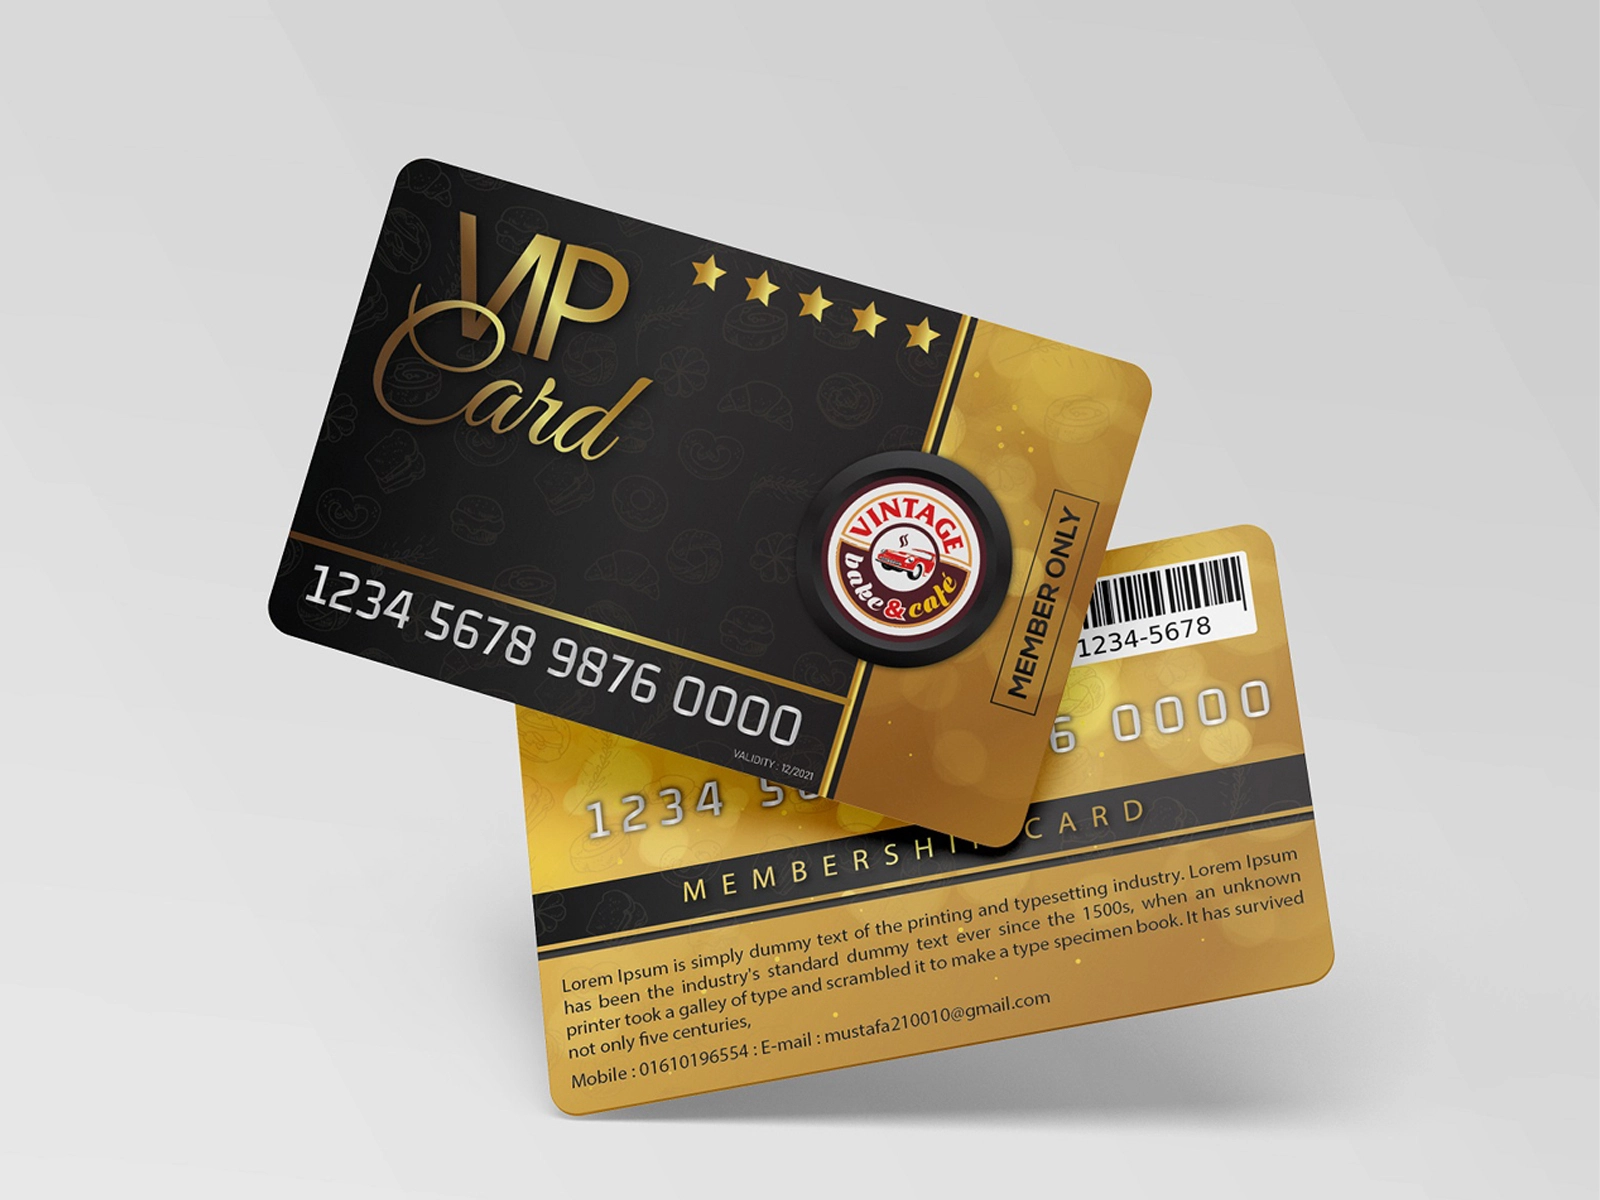 VIP
Card
VINTAGE
bake & café
MEMBER ONLY
1234 5678 9876 0000
VALIDITY : 12/2021
1234-5678
1234 5
6 0000
MEMBERSHIP CARD
Lorem Ipsum is simply dummy text of the printing and typesetting industry. Lorem Ipsum
has been the industry's standard dummy text ever since the 1500s, when an unknown
printer took a galley of type and scrambled it to make a type specimen book. It has survived
not only five centuries,
Mobile : 01610196554 : E-mail : mustafa210010@gmail.com